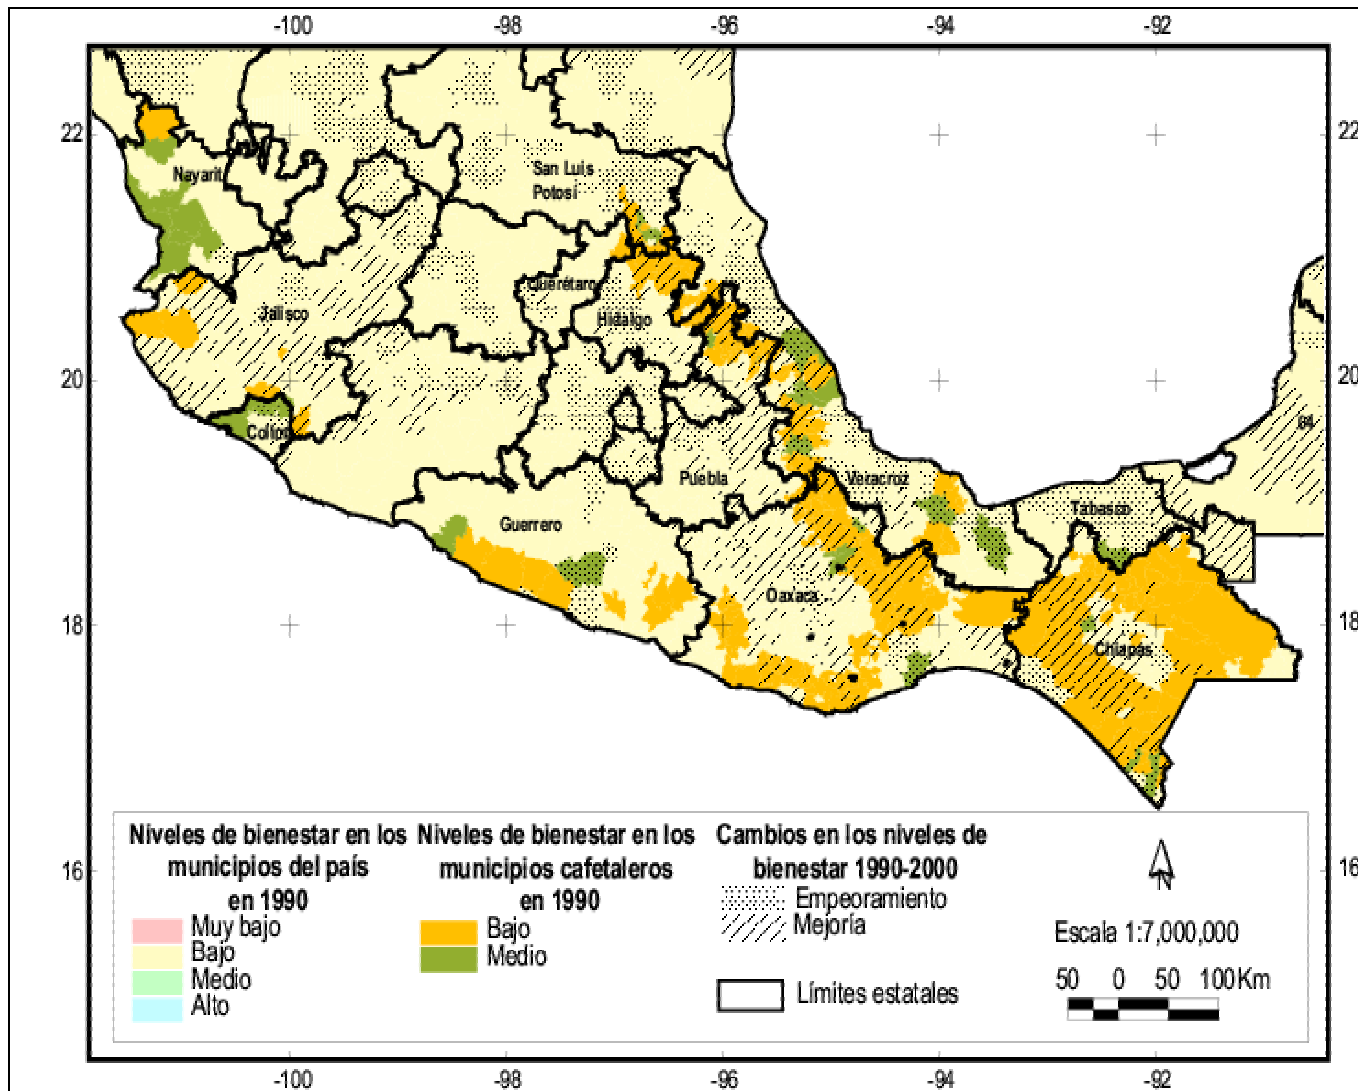 -100 -98 -96 -94 -92
22 22
Nayarit
San Luis
Potosí
Querétaro
Hidalgo
Jalisco
20 20
Puebla
Veracroz
Tabasco
Guerrero
Oaxaca
18 18
Chiapas
Niveles de bienestar en los
municipios del país
en 1990
Muy bajo
Bajo
Medio
Alto
Niveles de bienestar en los
municipios cafetaleros
en 1990
Bajo
Medio
Cambios en los niveles de
bienestar 1990-2000
Empeoramiento
Mejoría
Límites estatales
Escala 1:7,000,000
50 0 50 100Km
16 16
-100 -98 -96 -94 -92